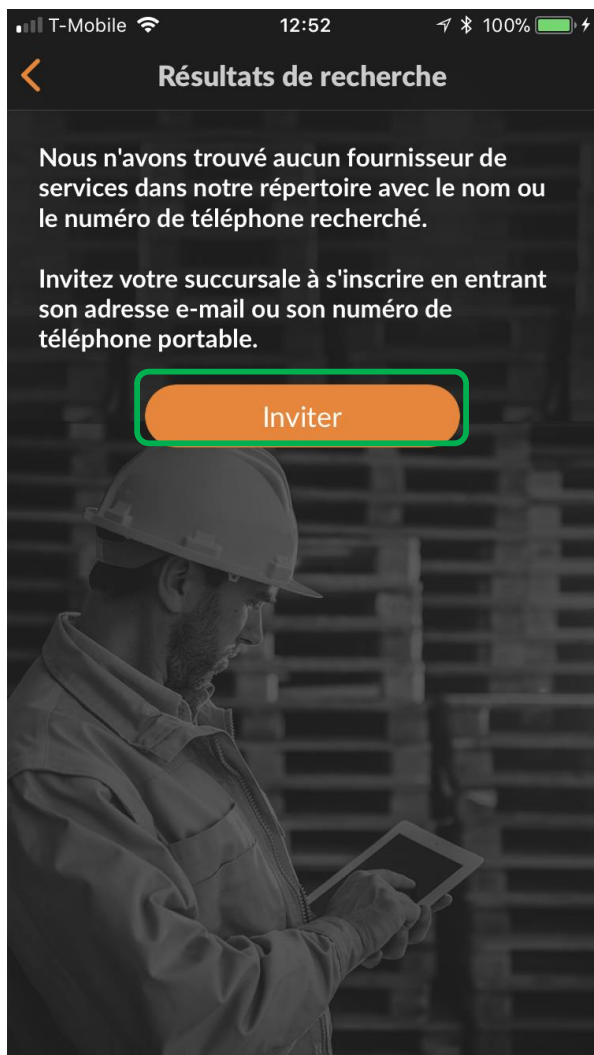 T-Mobile 12:52 100%
Résultats de recherche
Nous n'avons trouvé aucun fournisseur de
services dans notre répertoire avec le nom ou
le numéro de téléphone recherché.
Invitez votre succursale à s'inscrire en entrant
son adresse e-mail ou son numéro de
téléphone portable.
Inviter